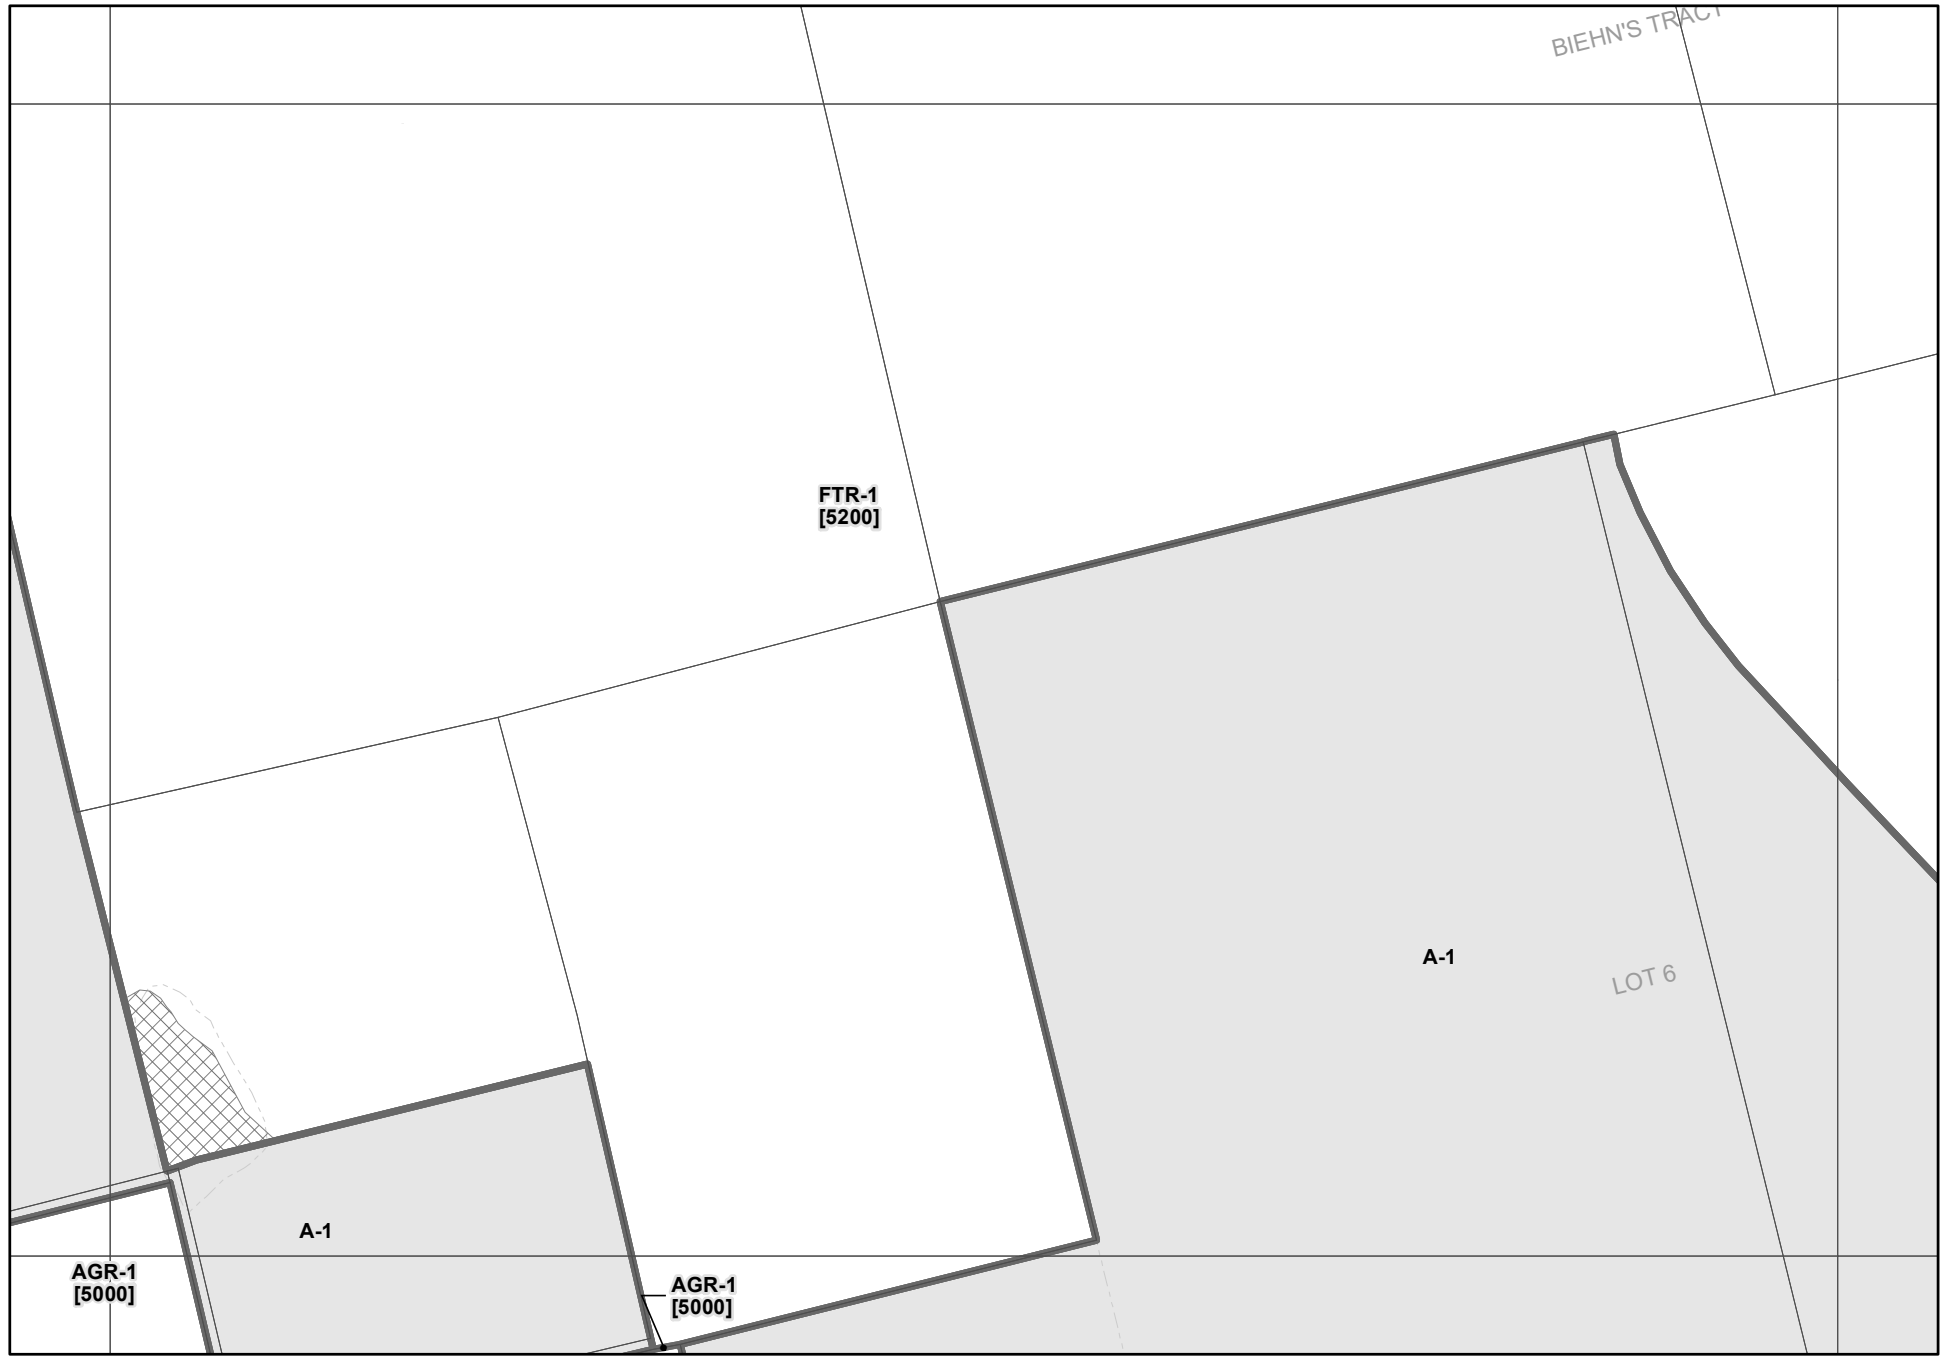 BIEHN'S TRACT
FTR-1
[5200]
A-1
LOT 6
A-1
AGR-1
[5000]
AGR-1
[5000]